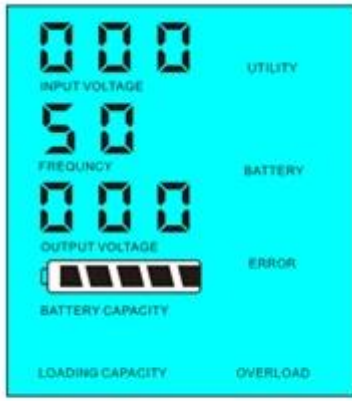 000
UTILITY
INPUT VOLTAGE
50
FREQUNCY
BATTERY
000
OUTPUT VOLTAGE
ERROR
BATTERY CAPACITY
LOADING CAPACITY
OVERLOAD